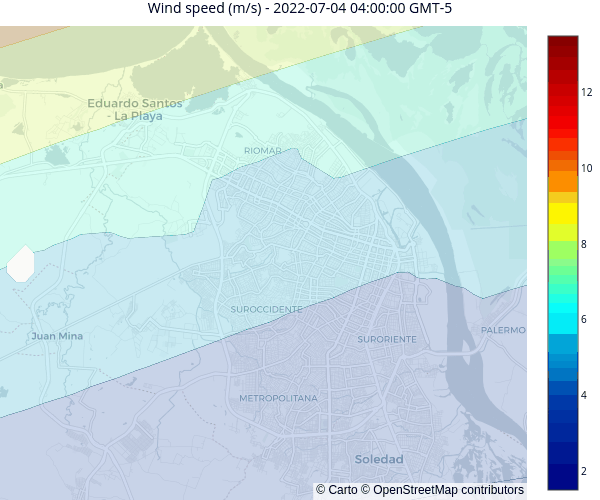 Wind speed (m/s) - 2022-07-04 04:00:00 GMT-5
12
10
8
6
4
2
Eduardo Santos
- La Playa
RIOMAR
SUROCCIDENTE
Juan Mina
SURORIENTE
PALERMO
METROPOLITANA
Soledad
© Carto © OpenStreetMap contributors